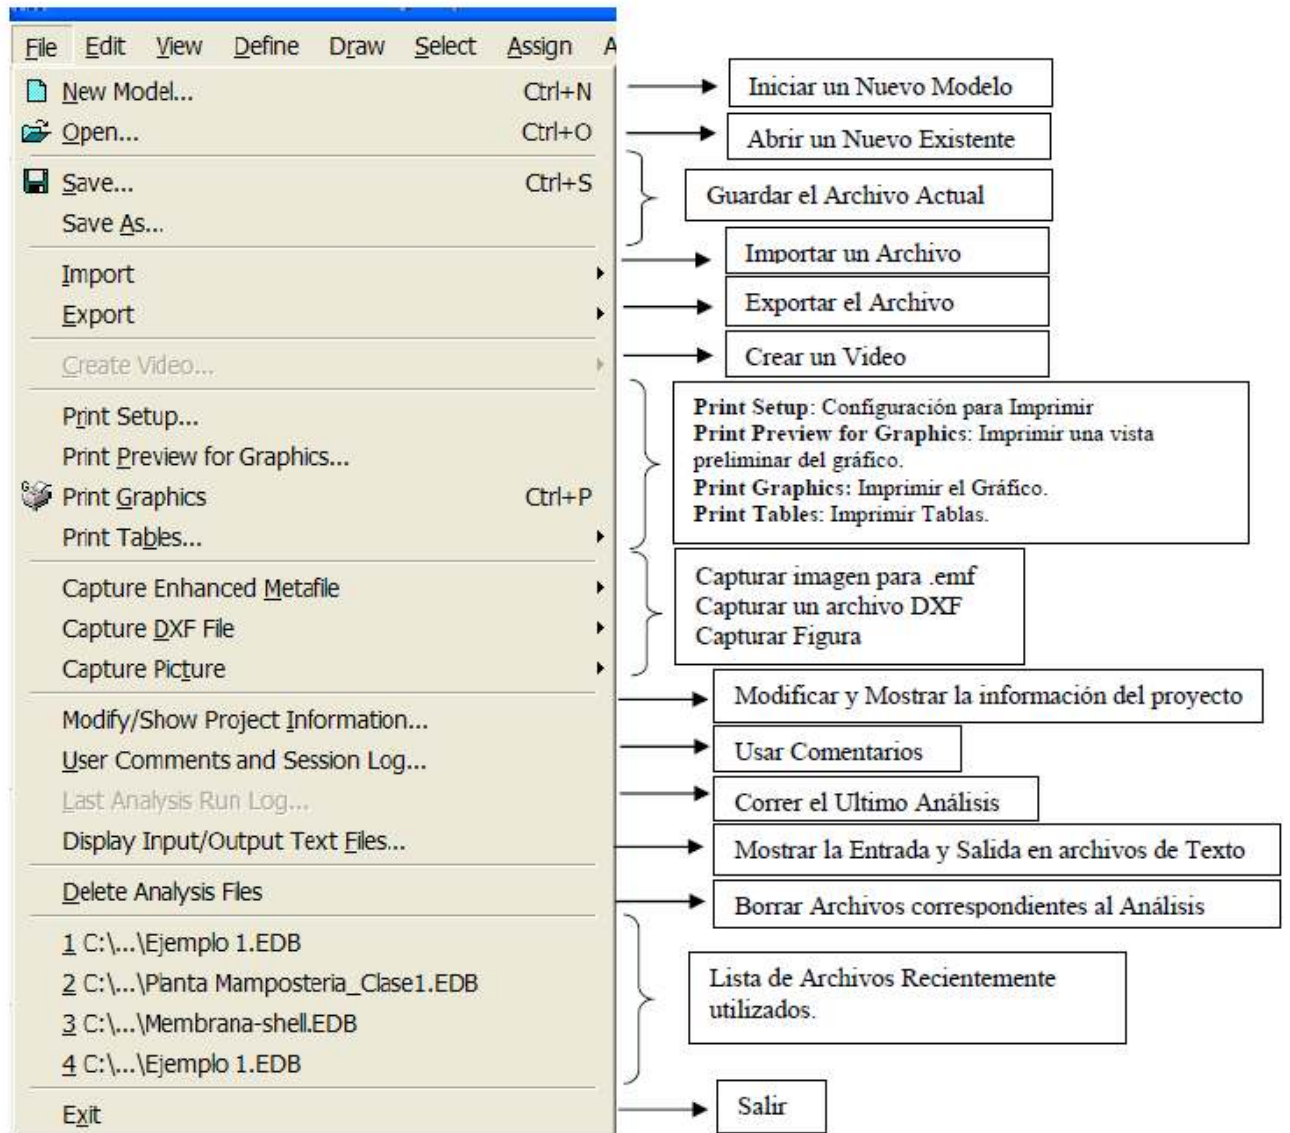 File Edit View Define Draw Select Assign A
New Model... Ctrl+N Iniciar un Nuevo Modelo
Open... Ctrl+O Abrir un Nuevo Existente
Save... Ctrl+S Guardar el Archivo Actual
Save As...
Import Importar un Archivo
Export Exportar el Archivo
Create Video... Crear un Video
Print Setup...
Print Preview for Graphics...
Print Graphics Ctrl+P
Print Tables...
Print Setup: Configuración para Imprimir
Print Preview for Graphics: Imprimir una vista
preliminar del gráfico.
Print Graphics: Imprimir el Gráfico.
Print Tables: Imprimir Tablas.
Capture Enhanced Metafile
Capture DXF File
Capture Picture
Capturar imagen para .emf
Capturar un archivo DXF
Capturar Figura
Modify/Show Project Information... Modificar y Mostrar la información del proyecto
User Comments and Session Log... Usar Comentarios
Last Analysis Run Log... Correr el Ultimo Análisis
Display Input/Output Text Files... Mostrar la Entrada y Salida en archivos de Texto
Delete Analysis Files Borrar Archivos correspondientes al Análisis
1 C:\...\Ejemplo 1.EDB
2 C:\...\Planta Mamposteria_Clase1.EDB
3 C:\...\Membrana-shell.EDB
4 C:\...\Ejemplo 1.EDB
Lista de Archivos Recientemente
utilizados.
Exit Salir